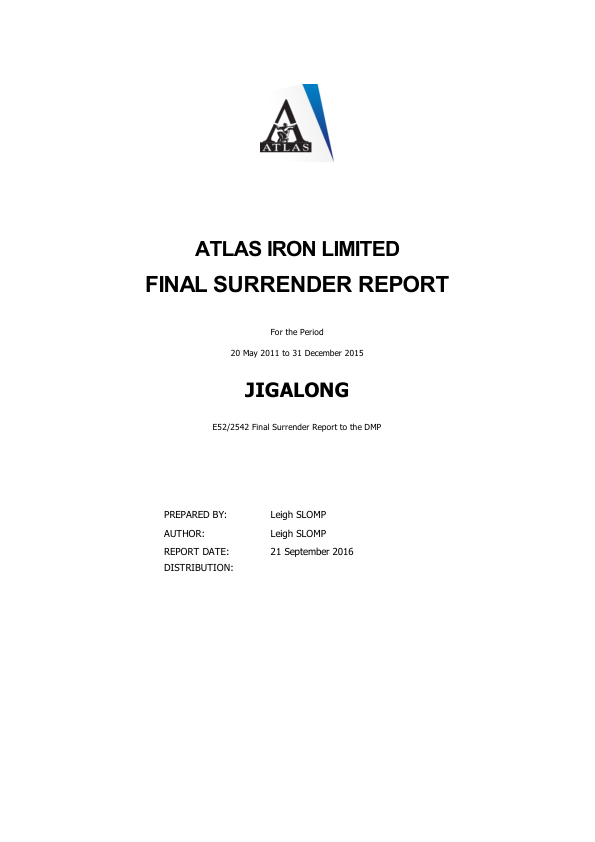 ATLAS
ATLAS IRON LIMITED
FINAL SURRENDER REPORT
For the Period
20 May 2011 to 31 December 2015
JIGALONG
E52/2542 Final Surrender Report to the DMP
PREPARED BY: Leigh SLOMP
AUTHOR: Leigh SLOMP
REPORT DATE: 21 September 2016
DISTRIBUTION: